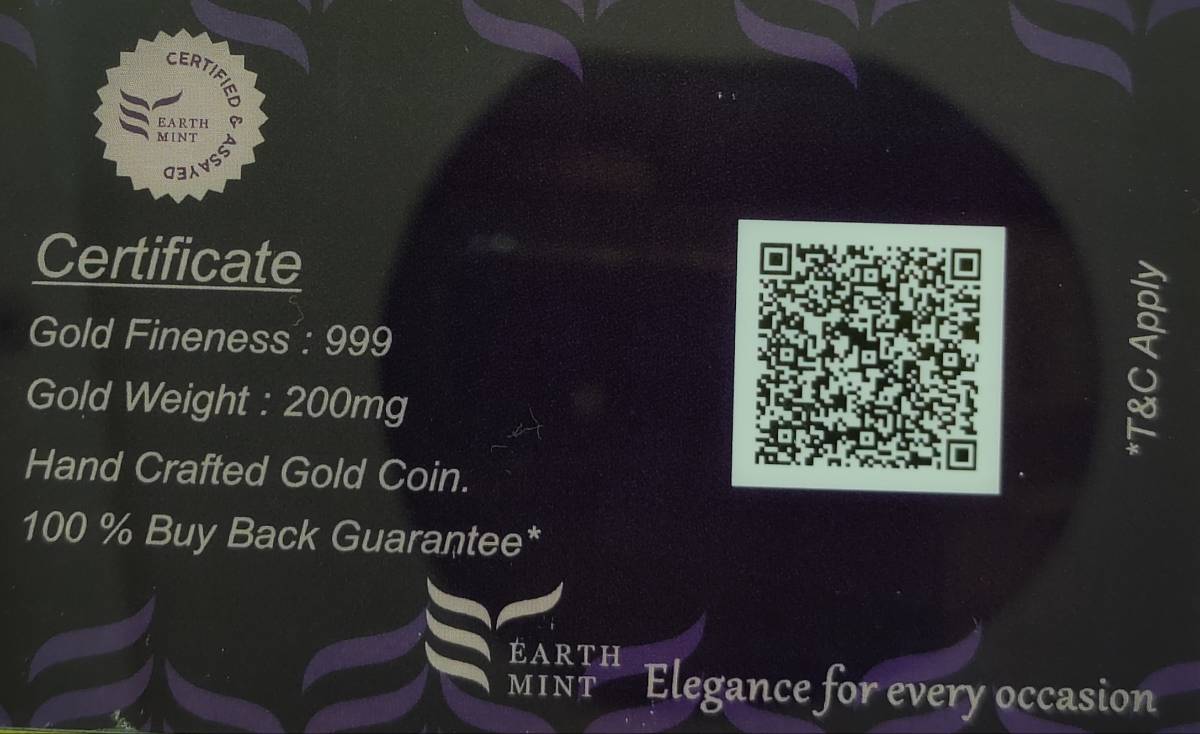 CERTIFIED & ASSAYED
EARTH
MINT
Certificate
Gold Fineness : 999
Gold Weight : 200mg
Hand Crafted Gold Coin.
100 % Buy Back Guarantee*
*T&C Apply
EARTH
MINT
Elegance for every occasion